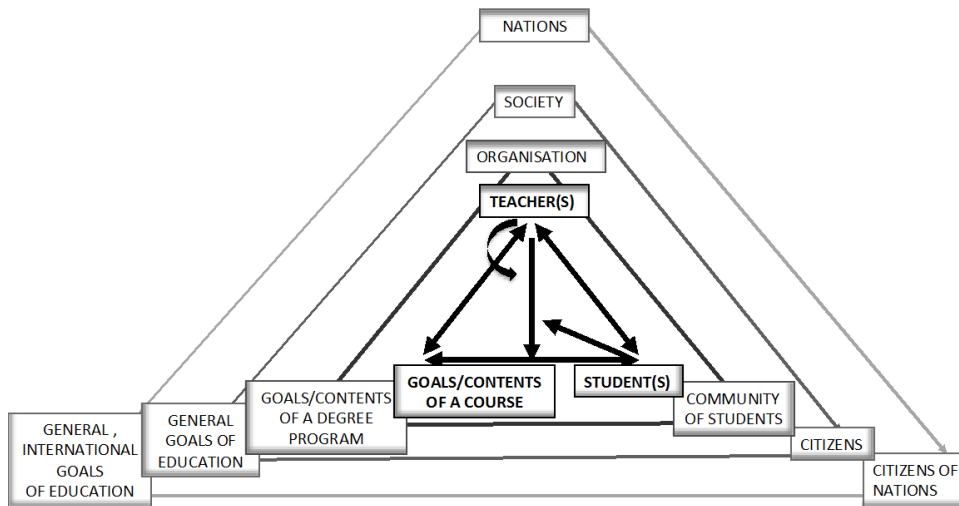 NATIONS
SOCIETY
ORGANISATION
TEACHER(S)
GOALS/CONTENTS
OF A COURSE
STUDENT(S)
GOALS/CONTENTS
OF A DEGREE
PROGRAM
COMMUNITY
OF STUDENTS
GENERAL
GOALS OF
EDUCATION
CITIZENS
GENERAL ,
INTERNATIONAL
GOALS
OF EDUCATION
CITIZENS OF
NATIONS